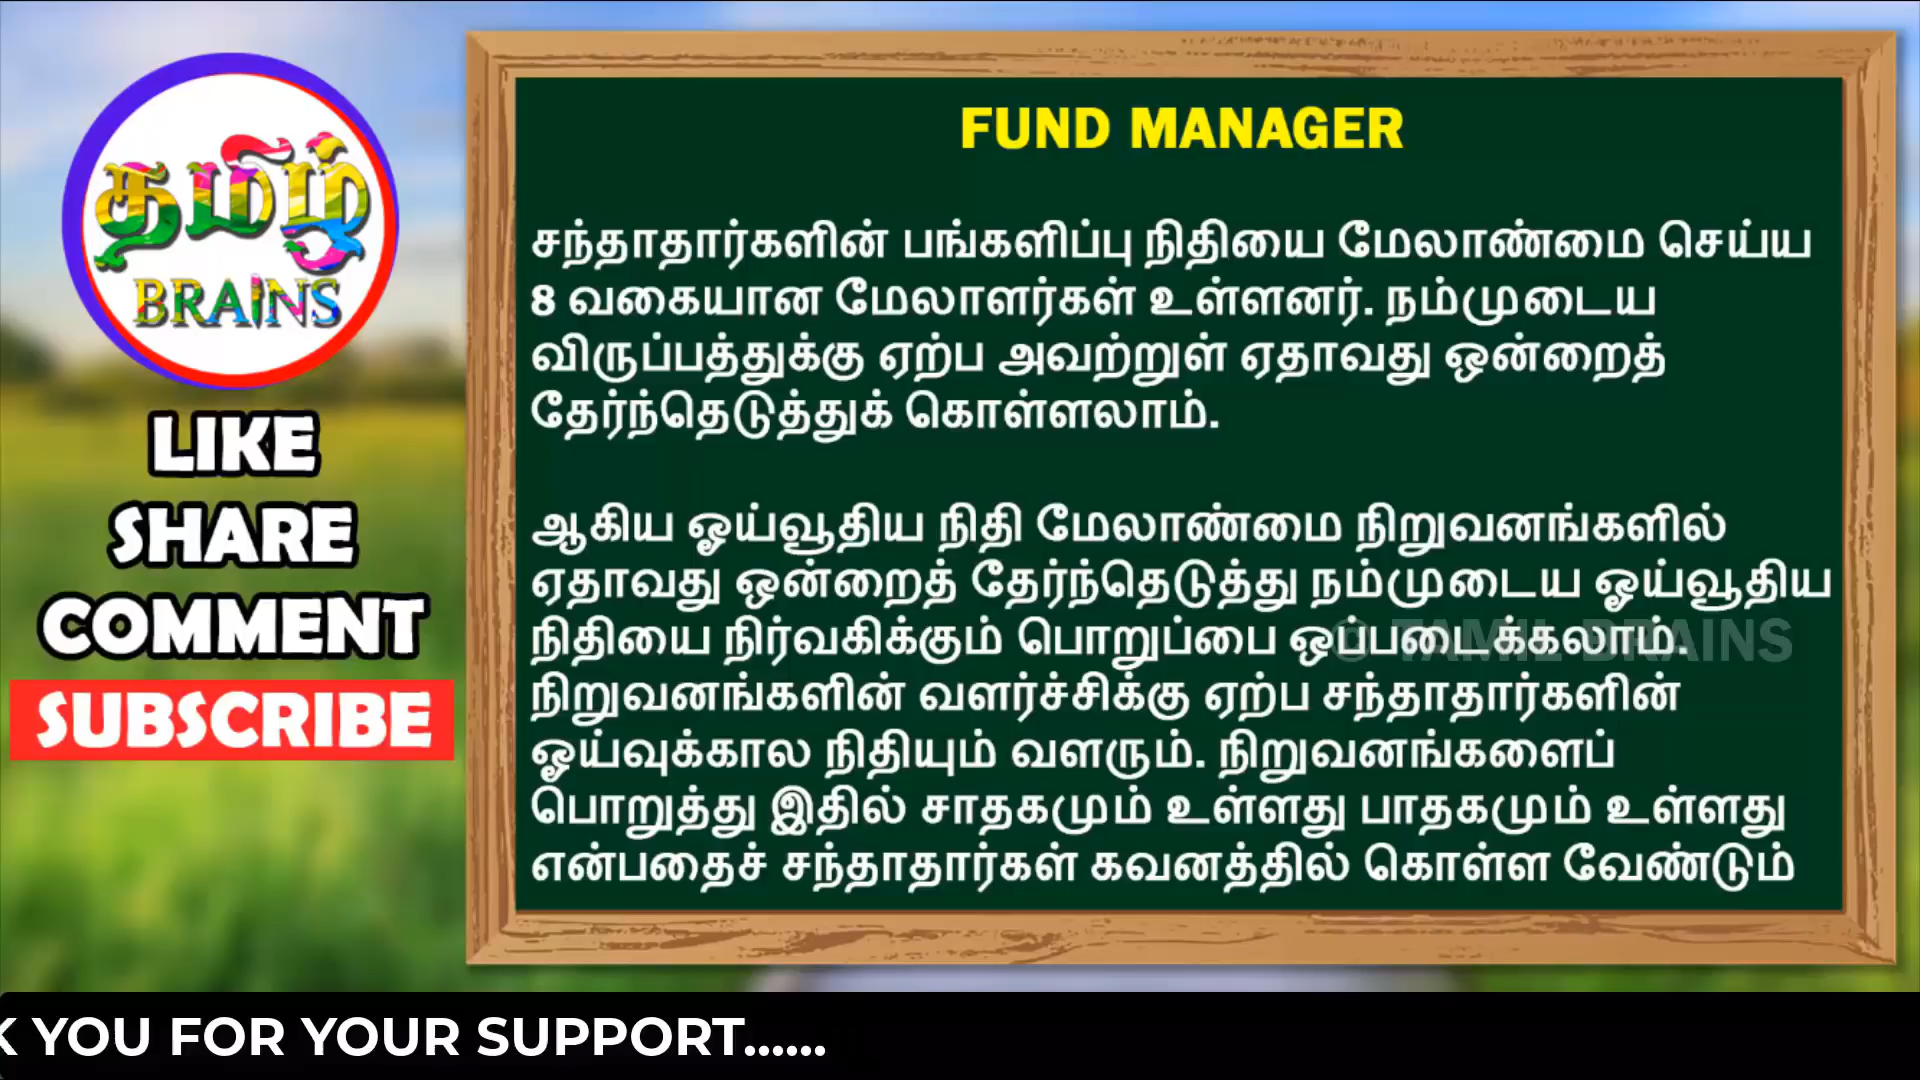 தமிழ்
BRAINS
LIKE
SHARE
COMMENT
SUBSCRIBE
FUND MANAGER
சந்தாதார்களின் பங்களிப்பு நிதியை மேலாண்மை செய்ய
8 வகையான மேலாளர்கள் உள்ளனர். நம்முடைய
விருப்பத்துக்கு ஏற்ப அவற்றுள் ஏதாவது ஒன்றைத்
தேர்ந்தெடுத்துக் கொள்ளலாம்.
ஆகிய ஓய்வூதிய நிதி மேலாண்மை நிறுவனங்களில்
ஏதாவது ஒன்றைத் தேர்ந்தெடுத்து நம்முடைய ஓய்வூதிய
நிதியை நிர்வகிக்கும் பொறுப்பை ஒப்படைக்கலாம்.
© TAMIL BRAINS
நிறுவனங்களின் வளர்ச்சிக்கு ஏற்ப சந்தாதார்களின்
ஓய்வுக்கால நிதியும் வளரும். நிறுவனங்களைப்
பொறுத்து இதில் சாதகமும் உள்ளது பாதகமும் உள்ளது
என்பதைச் சந்தாதார்கள் கவனத்தில் கொள்ள வேண்டும்
K YOU FOR YOUR SUPPORT......